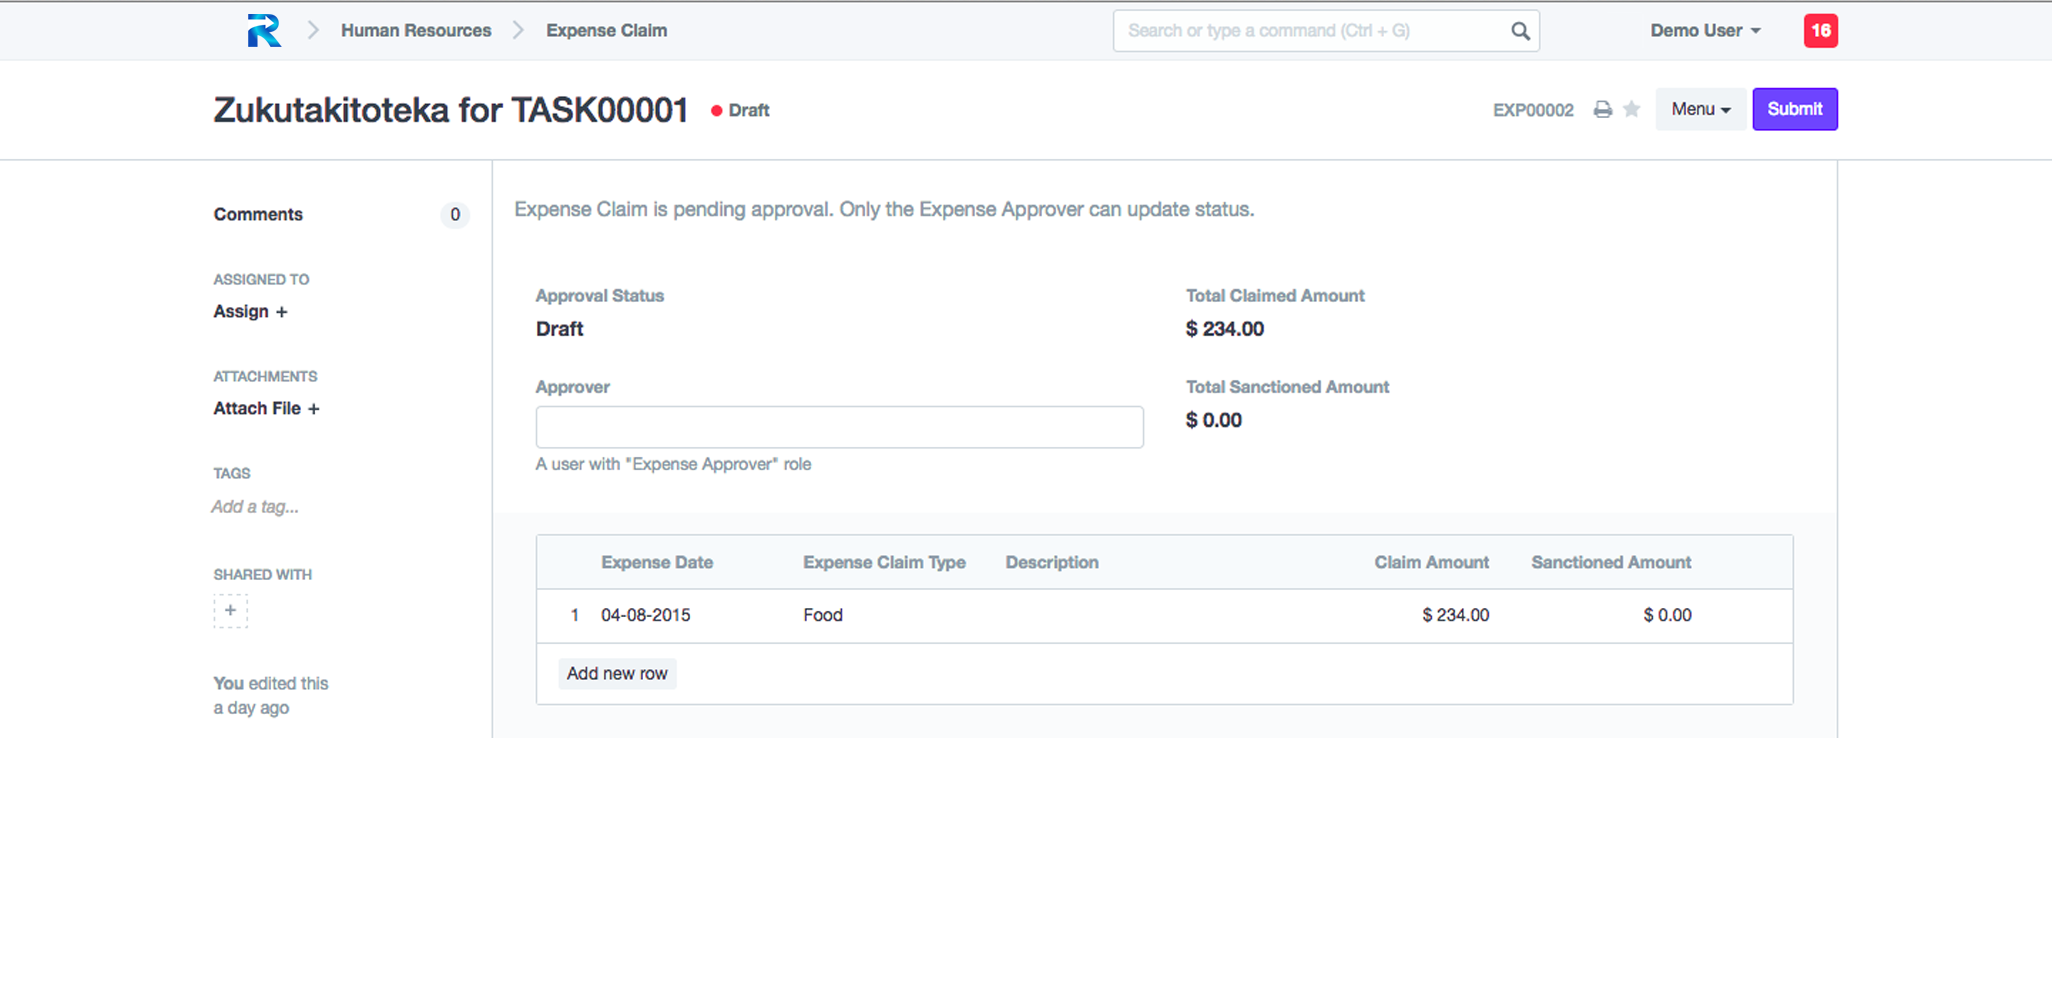 Human Resources
Expense Claim
Search or type a command (Ctrl + G)
Demo User
16
Zukutakitoteka for TASK00001
Draft
EXP00002
Menu
Submit
Comments
0
ASSIGNED TO
Assign +
ATTACHMENTS
Attach File +
TAGS
Add a tag...
SHARED WITH
+
You edited this
a day ago
Expense Claim is pending approval. Only the Expense Approver can update status.
Approval Status
Draft
Total Claimed Amount
$ 234.00
Approver
A user with "Expense Approver" role
Total Sanctioned Amount
$ 0.00
Expense Date Expense Claim Type Description Claim Amount Sanctioned Amount
1 04-08-2015 Food $ 234.00 $ 0.00
Add new row